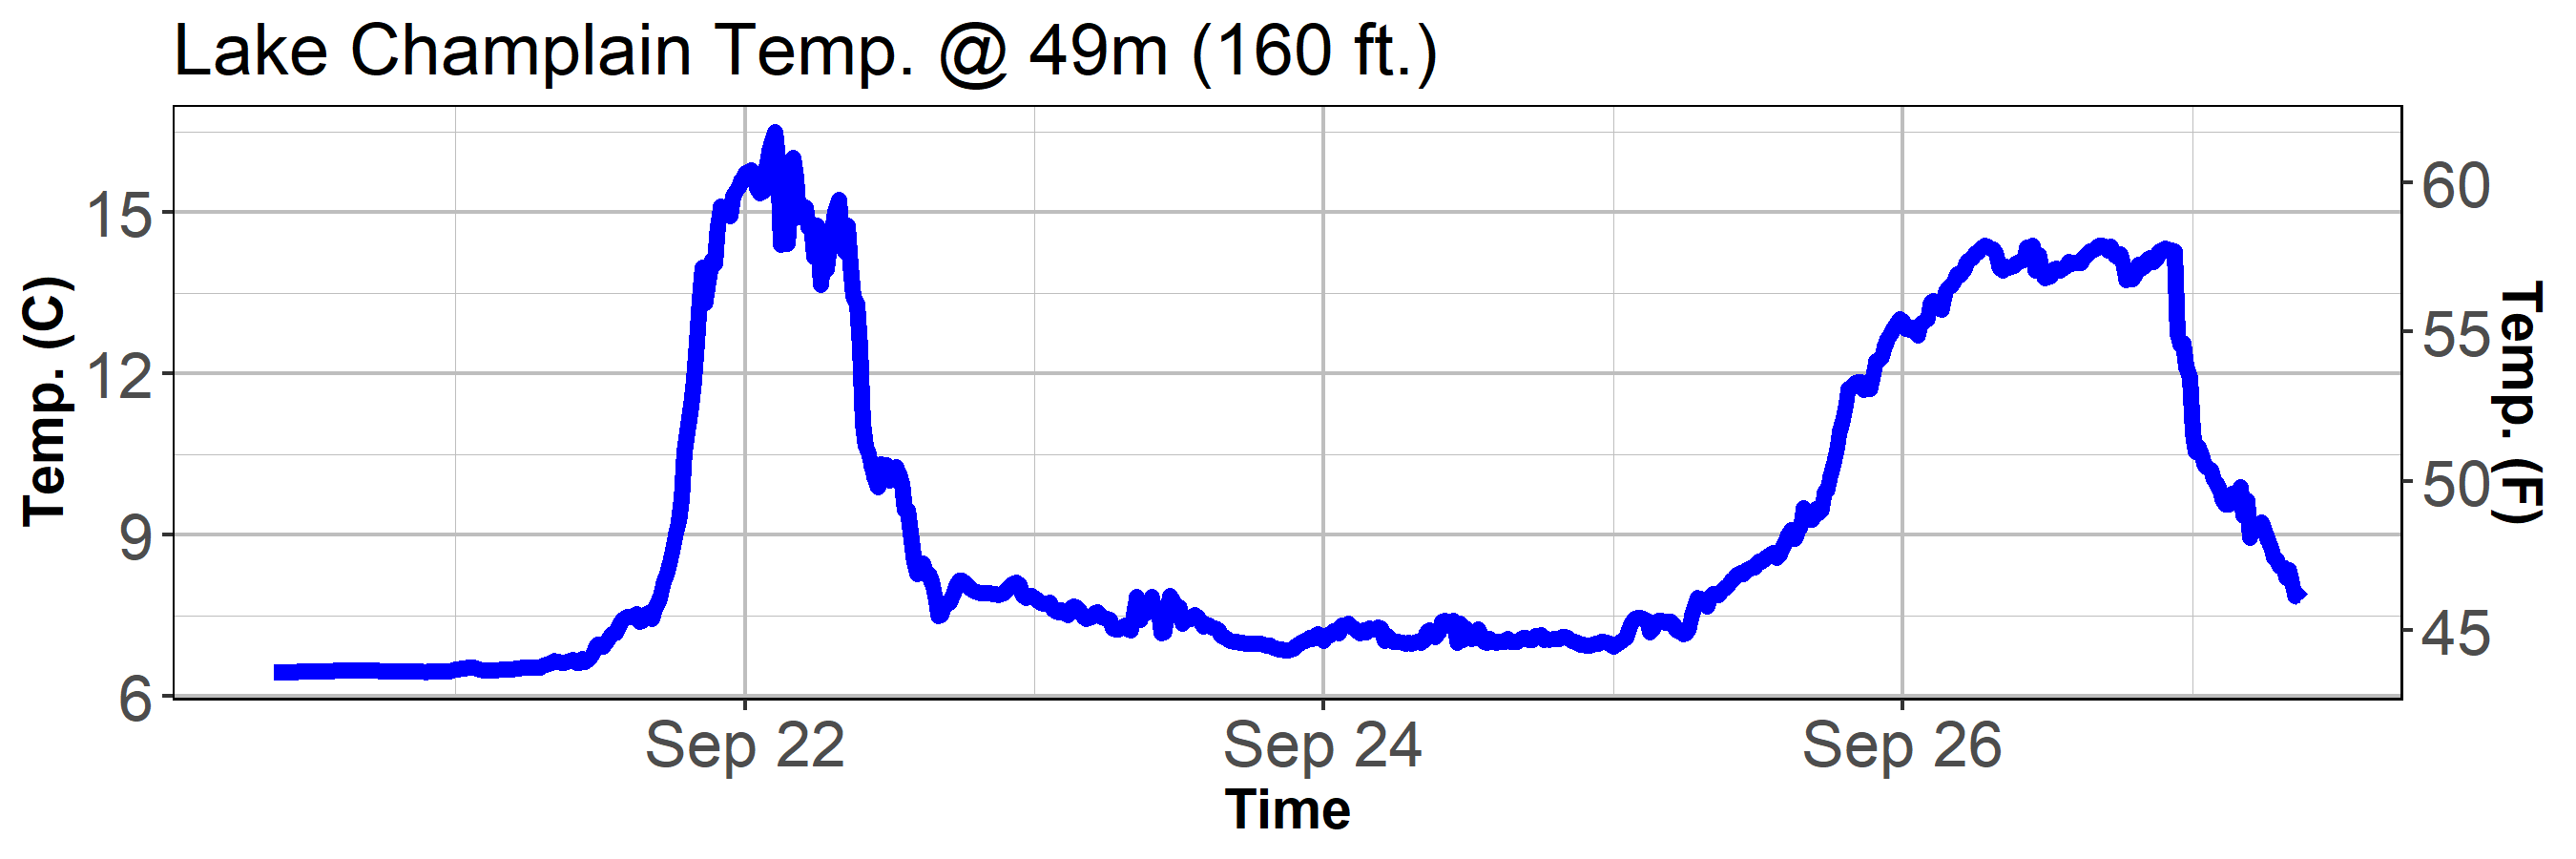 Lake Champlain Temp. @ 49m (160 ft.)
Temp. (C)
15
12
9
6
60
55
50
45
Temp. (F)
Sep 22 Sep 24 Sep 26
Time